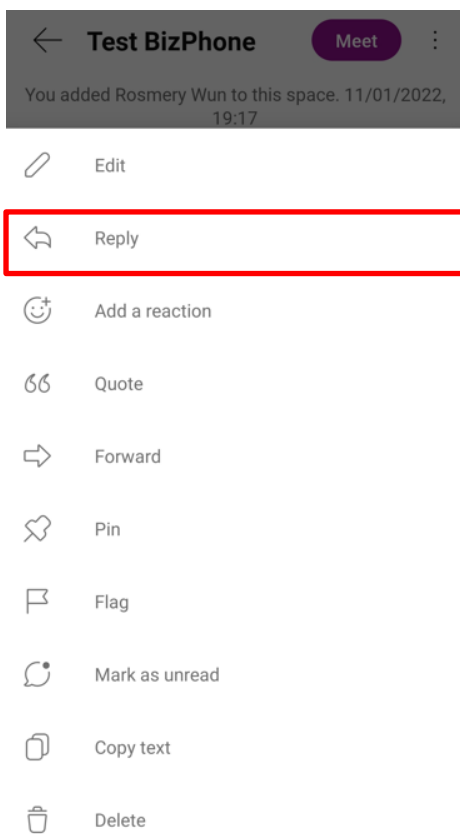 Test BizPhone
Meet
You added Rosmery Wun to this space. 11/01/2022,
19:17
Edit
Reply
Add a reaction
Quote
Forward
Pin
Flag
Mark as unread
Copy text
Delete